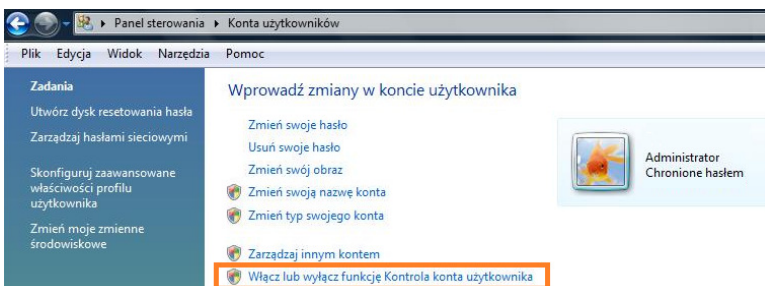 Panel sterowania Konta użytkowników
Plik Edycja Widok Narzędzia Pomoc
Zadania
Utwórz dysk resetowania hasła
Zarządzaj hasłami sieciowymi
Skonfiguruj zaawansowane
właściwości profilu
użytkownika
Zmień moje zmienne
środowiskowe
Wprowadź zmiany w koncie użytkownika
Zmień swoje hasło
Usuń swoje hasło
Zmień swój obraz
Zmień swoją nazwę konta
Zmień typ swojego konta
Zarządzaj innym kontem
Włącz lub wyłącz funkcję Kontrola konta użytkownika
Administrator
Chronione hasłem